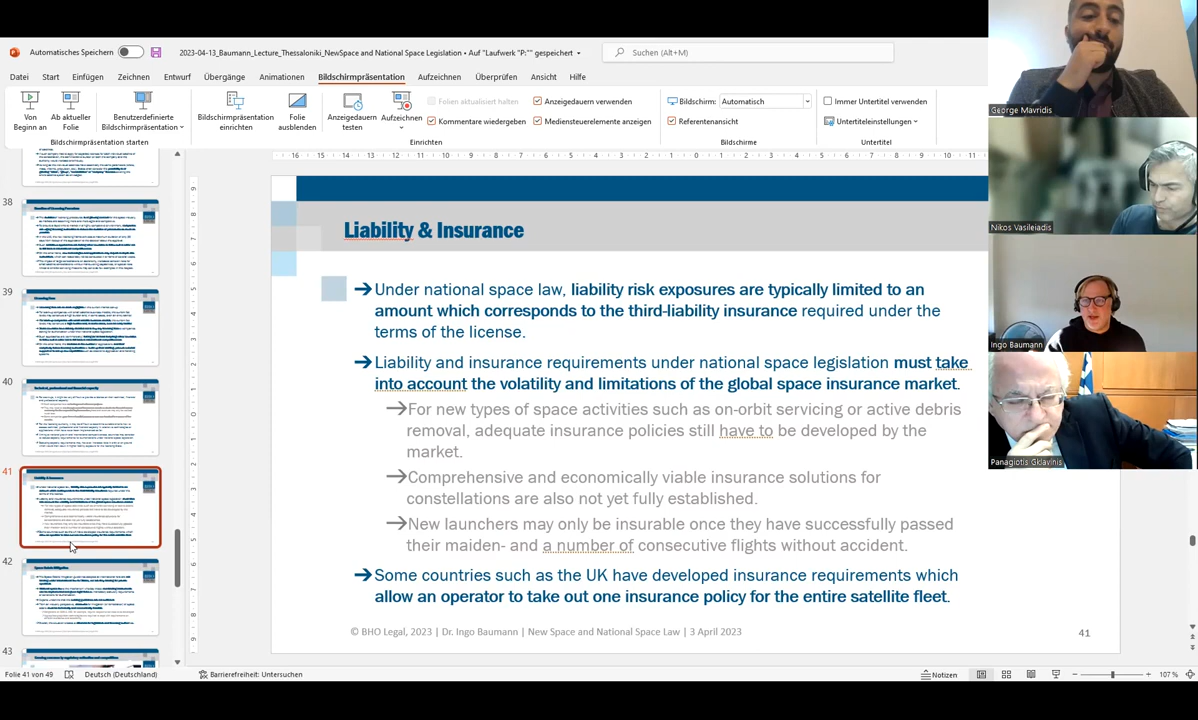 Automatisches Speichern
2023-04-13_Baumann_Lecture_Thessaloniki_NewSpace and National Space Legislation • Auf "Laufwerk "P:"" gespeichert
Suchen (Alt+M)
Datei Start Einfügen Zeichnen Entwurf Übergänge Animationen Bildschirmpräsentation Aufzeichnen Überprüfen Ansicht Hilfe
Von Beginn an
Ab aktueller Folie
Benutzerdefinierte Bildschirmpräsentation
Bildschirmpräsentation starten
Bildschirmpräsentation einrichten
Folie ausblenden
Anzeigedauern testen
Aufzeichnen
Folien aktualisiert halten
Kommentare wiedergeben
Anzeigedauern verwenden
Mediensteuerelemente anzeigen
Einrichten
Bildschirm: Automatisch
Referentenansicht
Bildschirme
Immer Untertitel verwenden
Untertiteleinstellungen
Untertitel
38
39
40
41
42
43
Liability & Insurance
Under national space law, liability risk exposures are typically limited to an
amount which corresponds to the third-liability insurance required under the
terms of the license.
Liability and insurance requirements under national space legislation must take
into account the volatility and limitations of the global space insurance market.
For new types of space activities such as on-orbit servicing or active debris
removal, adequate insurance policies still have to be developed by the
market.
Comprehensive and economically viable insurance solutions for
constellations are also not yet fully established.
New launchers may only be insurable once they have successfully passed
their maiden- and a number of consecutive flights without accident.
Some countries such as the UK have developed insurance requirements which
allow an operator to take out one insurance policy for the entire satellite fleet.
© BHO Legal, 2023 | Dr. Ingo Baumann | New Space and National Space Law | 3 April 2023
41
George Mavridis
Nikos Vasileiadis
Ingo Baumann
Panagiotis Gklavinis
Folie 41 von 49
Deutsch (Deutschland)
Barrierefreiheit: Untersuchen
Notizen
107 %